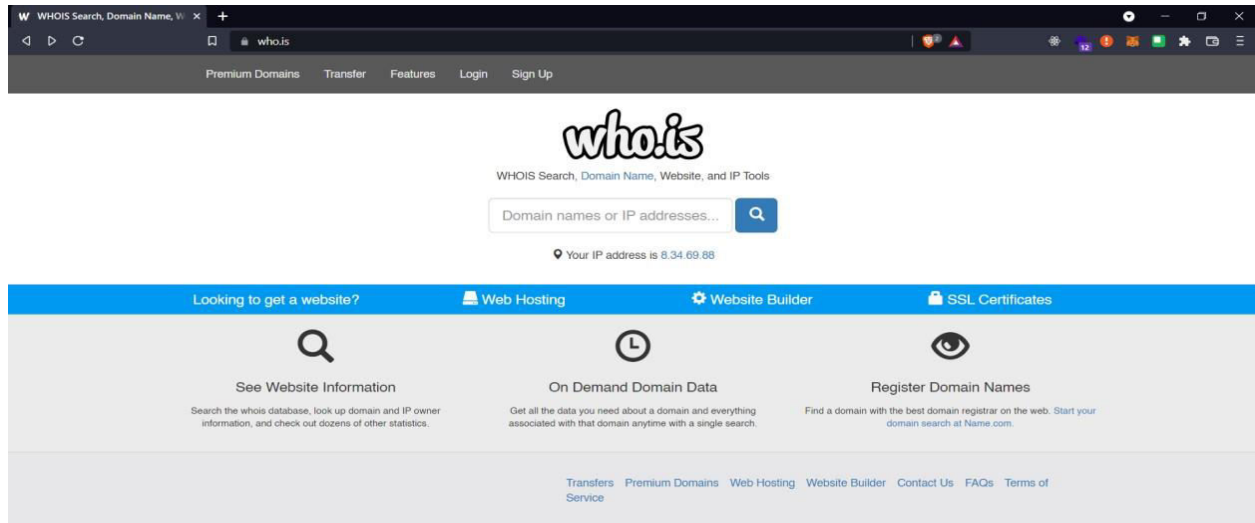 W WHOIS Search, Domain Name, W
who.is
2
12
Premium Domains Transfer Features Login Sign Up
who.is
WHOIS Search, Domain Name, Website, and IP Tools
Domain names or IP addresses...
Your IP address is 8.34.69.88
Looking to get a website? Web Hosting Website Builder SSL Certificates
See Website Information
Search the whois database, look up domain and IP owner
information, and check out dozens of other statistics.
On Demand Domain Data
Get all the data you need about a domain and everything
associated with that domain anytime with a single search.
Register Domain Names
Find a domain with the best domain registrar on the web. Start your
domain search at Name.com.
Transfers Premium Domains Web Hosting Website Builder Contact Us FAQs Terms of
Service